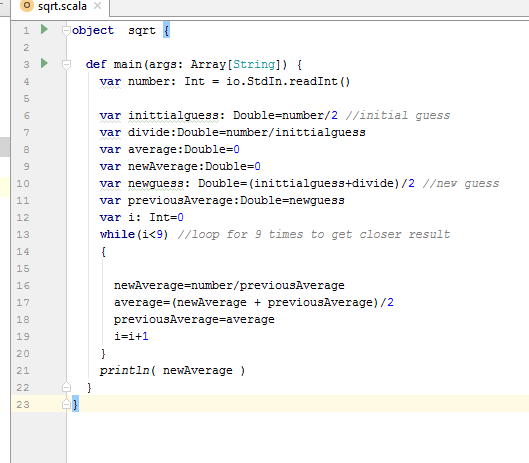 sqrt.scala
1 object sqrt {
2
3 def main(args: Array[String]) {
4 var number: Int = io.StdIn.readInt()
5
6 var inittialguess: Double=number/2 //initial guess
7 var divide:Double=number/inittialguess
8 var average:Double=0
9 var newAverage:Double=0
10 var newguess: Double=(inittialguess+divide)/2 //new guess
11 var previousAverage:Double=newguess
12 var i: Int=0
13 while(i<9) //loop for 9 times to get closer result
14 {
15
16 newAverage=number/previousAverage
17 average=(newAverage + previousAverage)/2
18 previousAverage=average
19 i=i+1
20 }
21 println( newAverage )
22 }
23 }